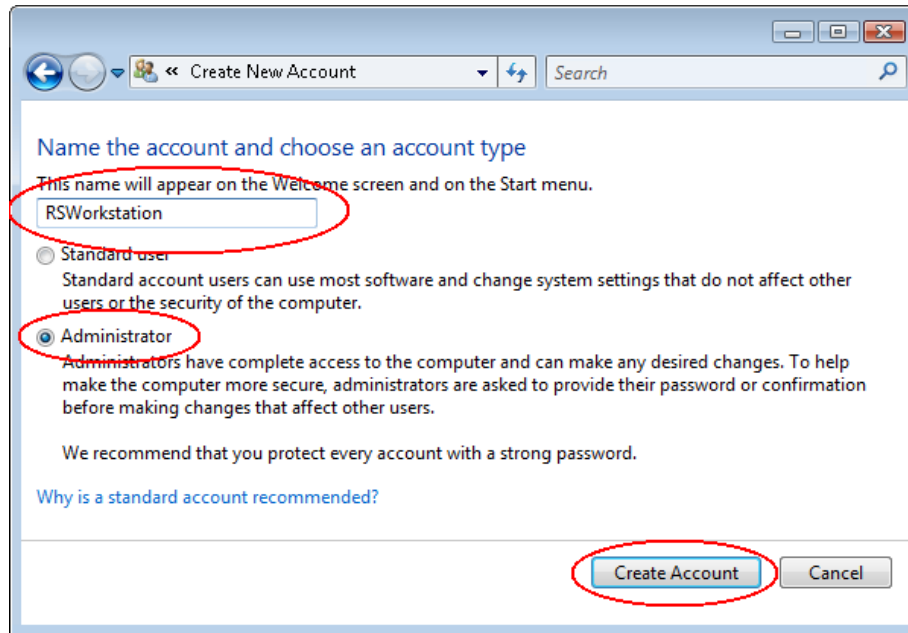 « Create New Account
Search
Name the account and choose an account type
This name will appear on the Welcome screen and on the Start menu.
RSWorkstation
Standard user
Standard account users can use most software and change system settings that do not affect other
users or the security of the computer.
Administrator
Administrators have complete access to the computer and can make any desired changes. To help
make the computer more secure, administrators are asked to provide their password or confirmation
before making changes that affect other users.
We recommend that you protect every account with a strong password.
Why is a standard account recommended?
Create Account
Cancel